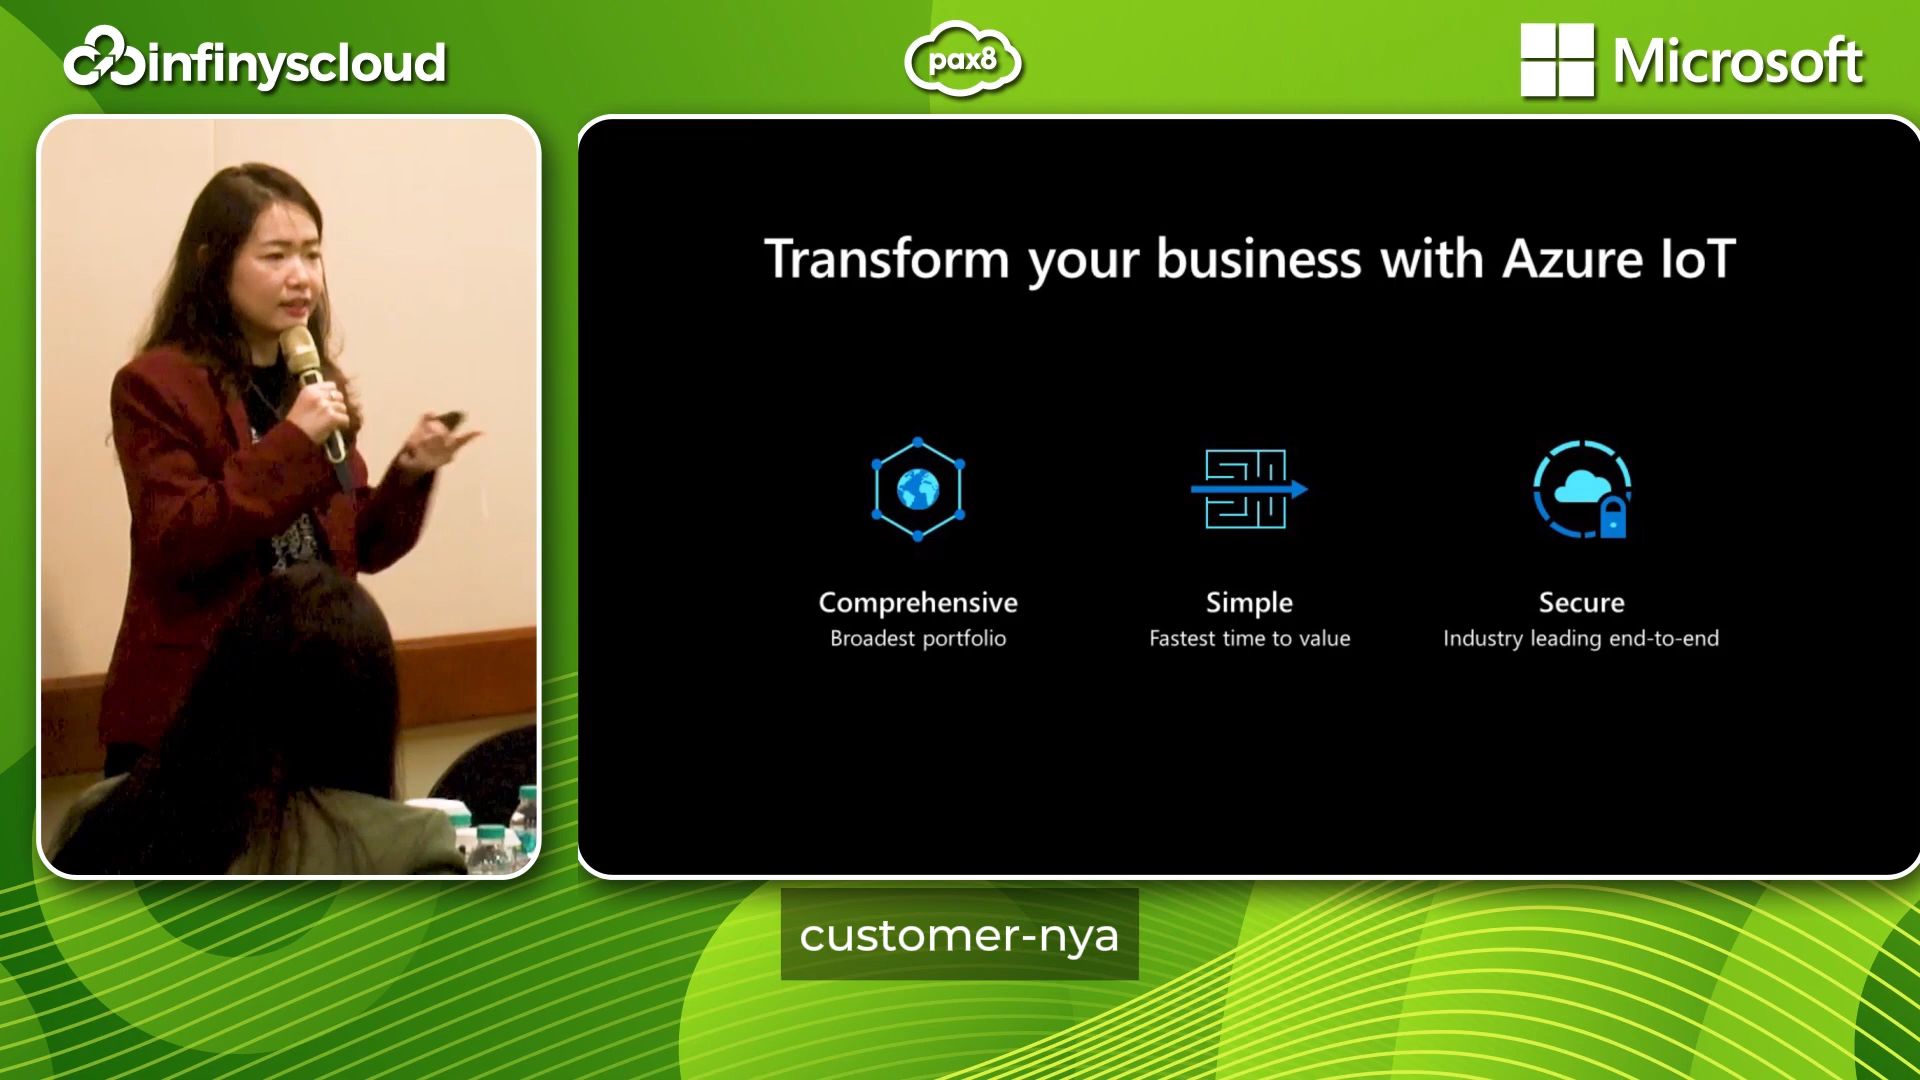 infinyscloud
pax8
Microsoft
Transform your business with Azure IoT
Comprehensive
Broadest portfolio
Simple
Fastest time to value
Secure
Industry leading end-to-end
customer-nya